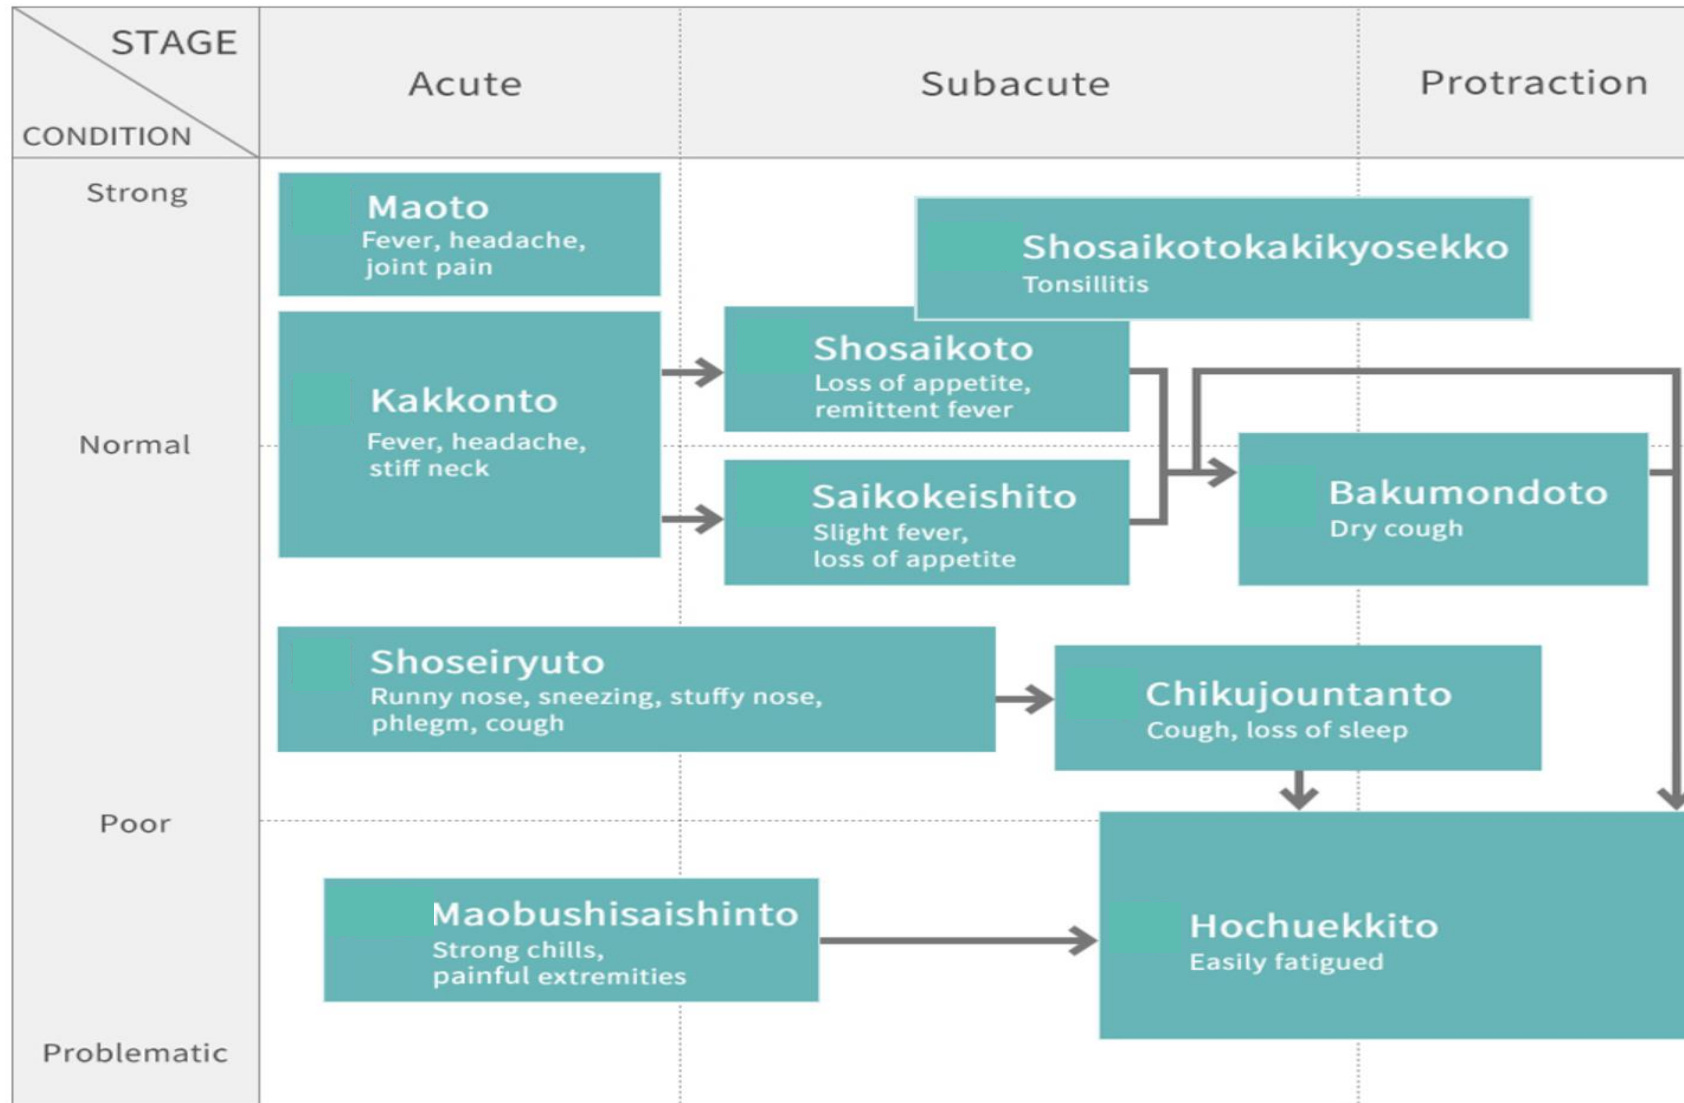 STAGE
CONDITION
Acute
Subacute
Protraction
Strong
Normal
Poor
Problematic
Maoto
Fever, headache,
joint pain
Kakkonto
Fever, headache,
stiff neck
Shosaikotokakikyosekko
Tonsillitis
Shosaikoto
Loss of appetite,
remittent fever
Saikokeishito
Slight fever,
loss of appetite
Bakumondoto
Dry cough
Shoseiryuto
Runny nose, sneezing, stuffy nose,
phlegm, cough
Chikujountanto
Cough, loss of sleep
Maobushisaishinto
Strong chills,
painful extremities
Hochuekkito
Easily fatigued